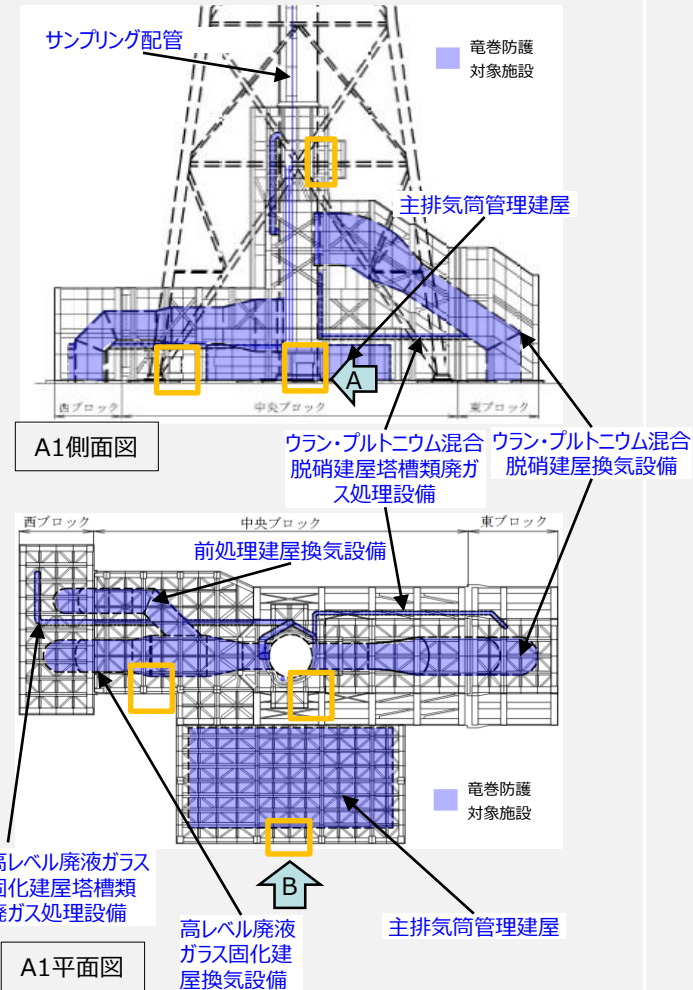 サンプリング配管
竜巻防護
対象施設
主排気筒管理建屋
A
西ブロック
中央ブロック
東ブロック
A1側面図
ウラン・プルトニウム混合
脱硝建屋塔槽類廃ガ
ス処理設備
ウラン・プルトニウム混合
脱硝建屋換気設備
西ブロック
中央ブロック
東ブロック
前処理建屋換気設備
竜巻防護
対象施設
高レベル廃液ガラス
固化建屋塔槽類
廃ガス処理設備
B
高レベル廃液
ガラス固化建
屋換気設備
主排気筒管理建屋
A1平面図